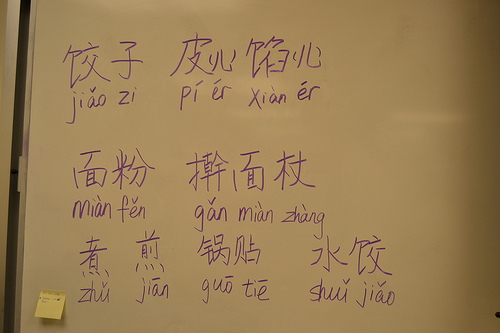 饺子 皮儿 馅儿
jiǎo zi pí ér xiàn ér
面粉 擀面杖
miàn fěn gǎn miàn zhàng
煮 煎 锅贴 水饺
zhǔ jiān guō tiē shuǐ jiǎo